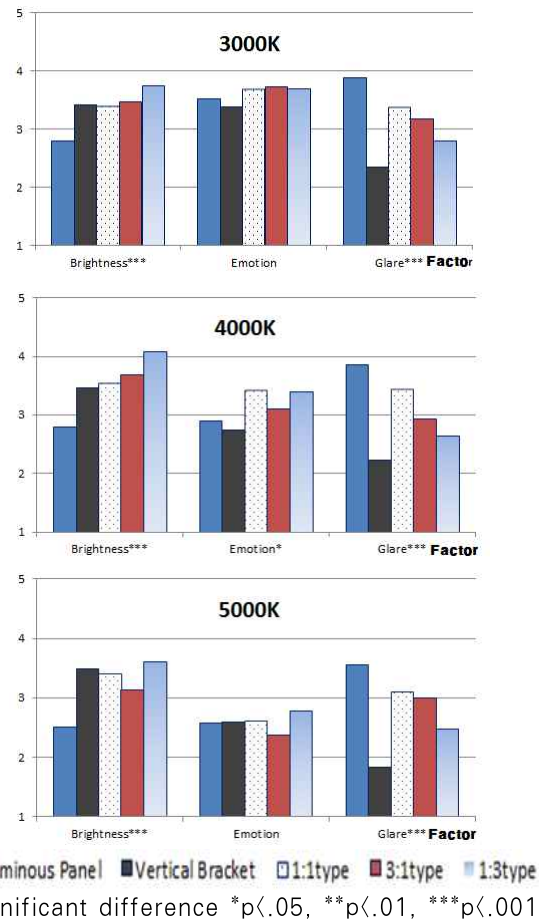 5
3000K
4
3
2
1
Brightness*** Emotion Glare*** Factor
5
4000K
4
3
2
1
Brightness*** Emotion* Glare*** Factor
5
5000K
4
3
2
1
Brightness*** Emotion Glare*** Factor
minous Panel Vertical Bracket 1:1type 3:1type 1:3type
nificant difference *p<.05, **p<.01, ***p<.001